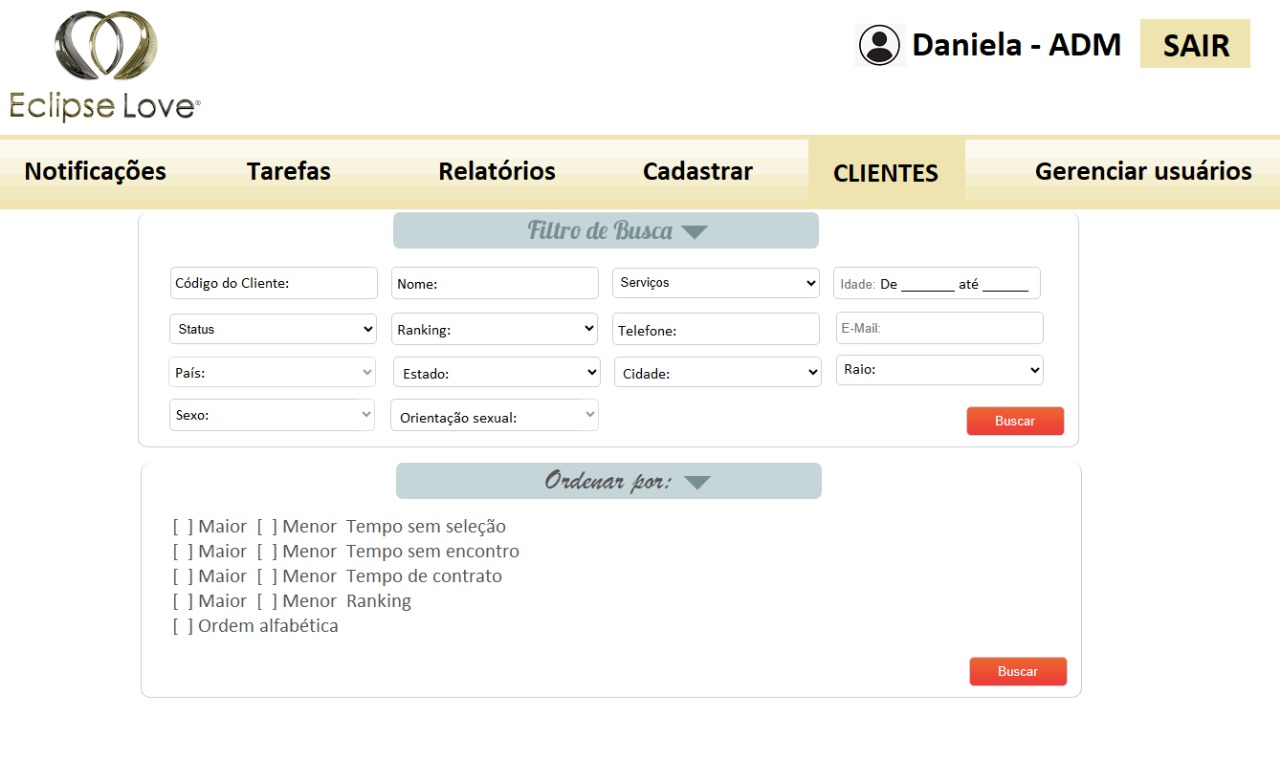 Eclipse Love®
Daniela - ADM SAIR
Notificações Tarefas Relatórios Cadastrar CLIENTES Gerenciar usuários
Filtro de Busca
Código do Cliente: Nome: Serviços Idade: De _______ até ______
Status Ranking: Telefone: E-Mail:
País: Estado: Cidade: Raio:
Sexo: Orientação sexual: Buscar
Ordenar por:
[ ] Maior [ ] Menor Tempo sem seleção
[ ] Maior [ ] Menor Tempo sem encontro
[ ] Maior [ ] Menor Tempo de contrato
[ ] Maior [ ] Menor Ranking
[ ] Ordem alfabética
Buscar